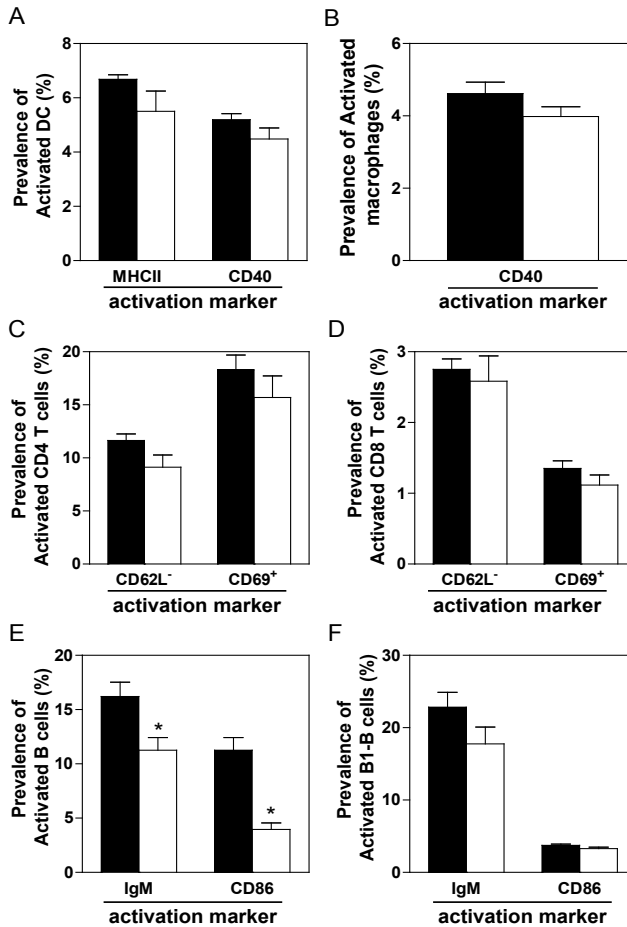 A
Prevalence of
Activated DC (%)
8
6
4
2
0
MHCII CD40
activation marker
B
Prevalence of Activated
macrophages (%)
6
4
2
0
CD40
activation marker
C
Prevalence of
Activated CD4 T cells (%)
20
15
10
5
0
CD62L⁻ CD69⁺
activation marker
D
Prevalence of
Activated CD8 T cells (%)
3
2
1
0
CD62L⁻ CD69⁺
activation marker
E
Prevalence of
Activated B cells (%)
20
15
10
5
0
*
*
IgM CD86
activation marker
F
Prevalence of
Activated B1-B cells (%)
30
20
10
0
IgM CD86
activation marker